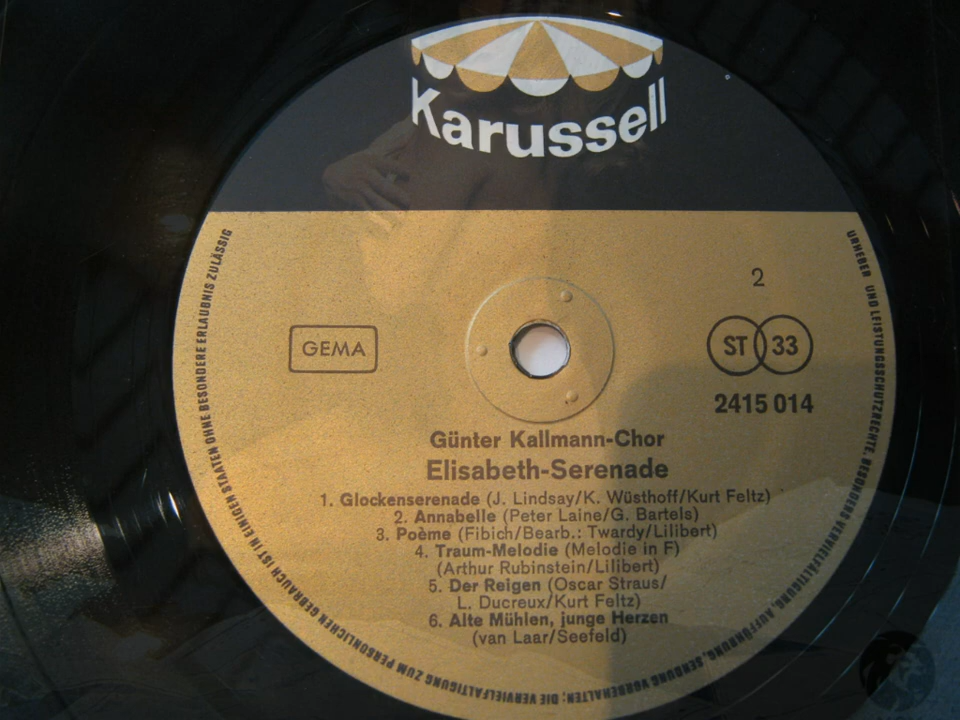 Karussell
2
GEMA
ST 33
2415 014
Günter Kallmann-Chor
Elisabeth-Serenade
1. Glockenserenade (J. Lindsay/K. Wüsthoff/Kurt Feltz)
2. Annabelle (Peter Laine/G. Bartels)
3. Poème (Fibich/Bearb.: Twardy/Lilibert)
4. Traum-Melodie (Melodie in F)
(Arthur Rubinstein/Lilibert)
5. Der Reigen (Oscar Straus/
L. Ducreux/Kurt Feltz)
6. Alte Mühlen, junge Herzen
(van Laar/Seefeld)
URHEBER UND LEISTUNGSSCHUTZRECHTE, BESONDERS VERVIELFÄLTIGUNG, AUFFÜHRUNG, SENDUNG VORBEHALTEN; DIE VERVIELFÄLTIGUNG ZUM PERSÖNLICHEN GEBRAUCH IST IN EINIGEN STAATEN OHNE BESONDERE ERLAUBNIS ZULÄSSIG